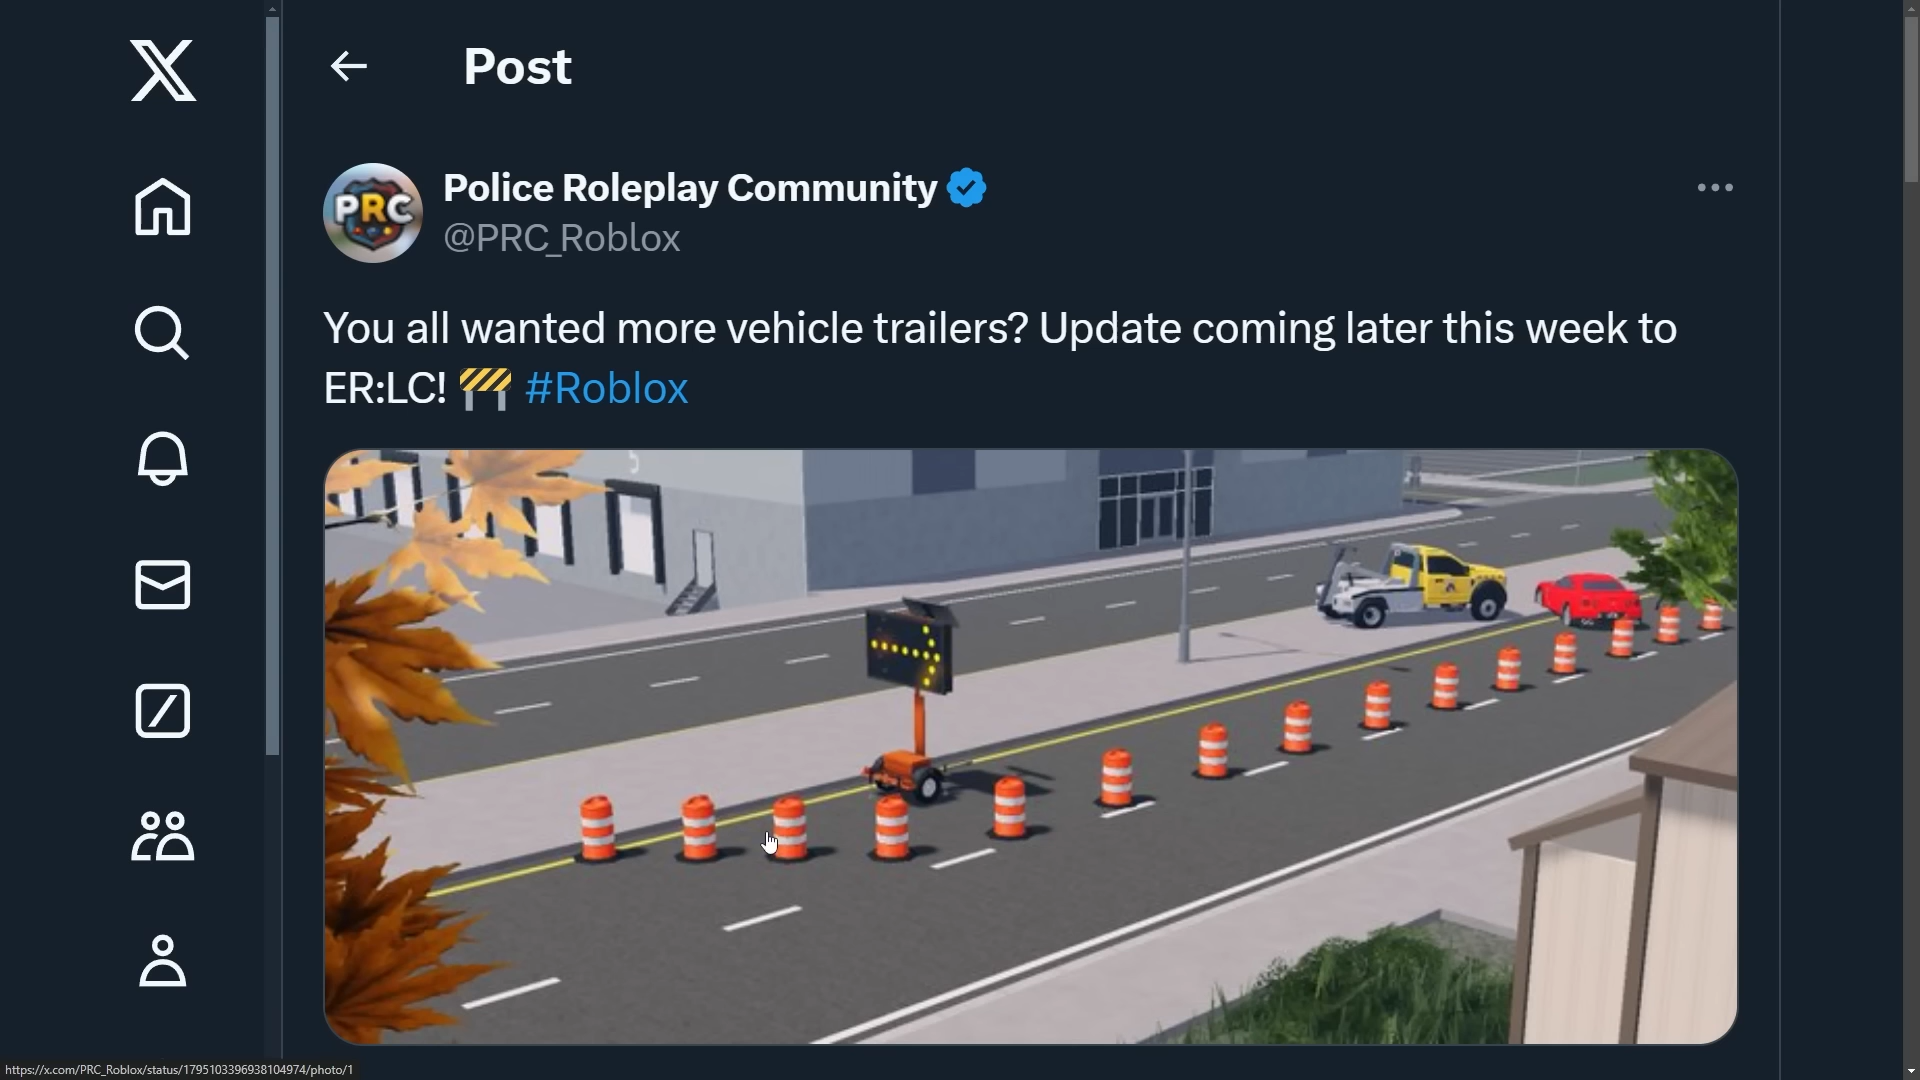 Post
PRC
Police Roleplay Community
@PRC_Roblox
You all wanted more vehicle trailers? Update coming later this week to
ER:LC! 🚧 #Roblox
5
https://x.com/PRC_Roblox/status/1795103396938104974/photo/1